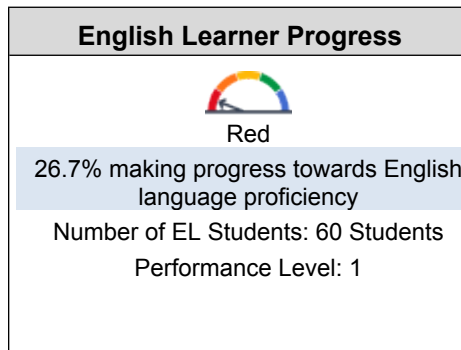 English Learner Progress
Red
26.7% making progress towards English
language proficiency
Number of EL Students: 60 Students
Performance Level: 1